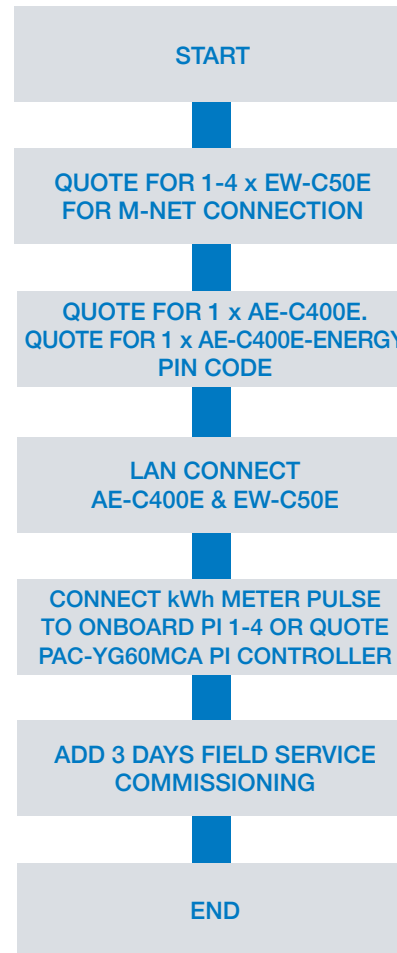 START
QUOTE FOR 1-4 x EW-C50E
FOR M-NET CONNECTION
QUOTE FOR 1 x AE-C400E.
QUOTE FOR 1 x AE-C400E-ENERGY
PIN CODE
LAN CONNECT
AE-C400E & EW-C50E
CONNECT kWh METER PULSE
TO ONBOARD PI 1-4 OR QUOTE
PAC-YG60MCA PI CONTROLLER
ADD 3 DAYS FIELD SERVICE
COMMISSIONING
END